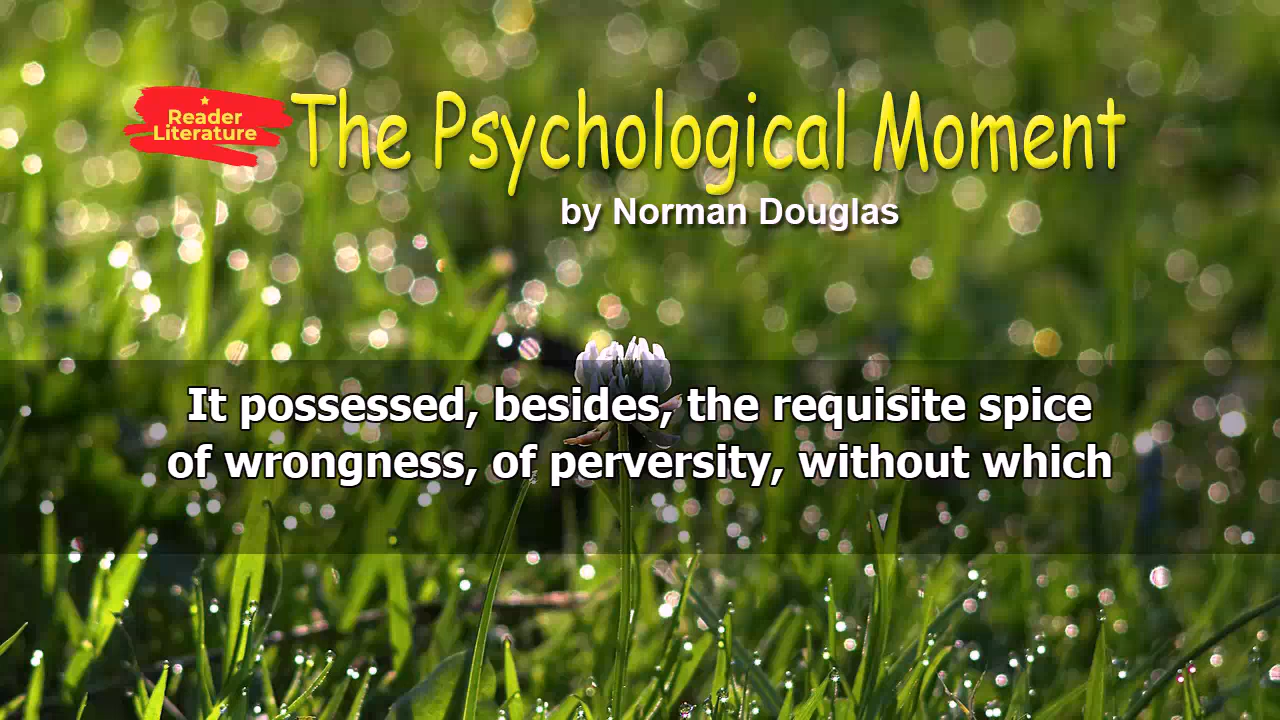 Reader
Literature
The Psychological Moment
by Norman Douglas
It possessed, besides, the requisite spice
of wrongness, of perversity, without which